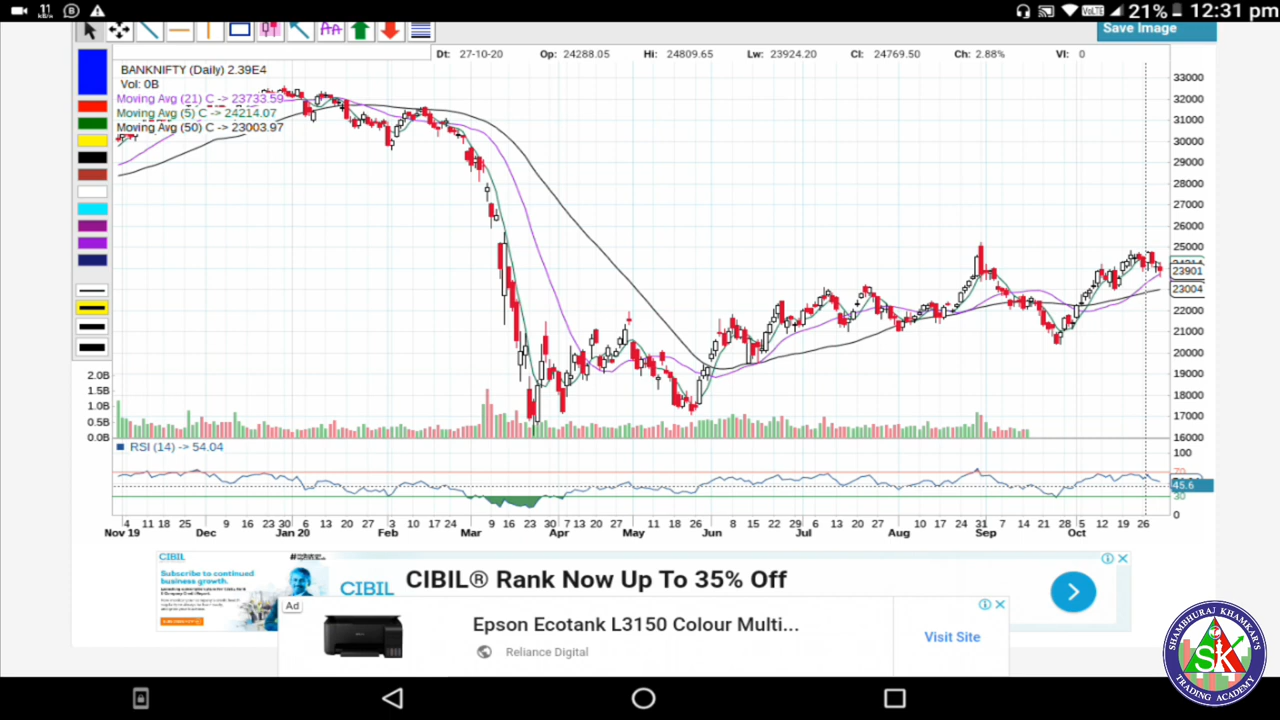 11
KB/s
B
VoLTE
21%
12:31 pm
Save Image
Dt: 27-10-20 Op: 24288.05 Hi: 24809.65 Lw: 23924.20 Cl: 24769.50 Ch: 2.88% Vl: 0
BANKNIFTY (Daily) 2.39E4
Vol: 0B
Moving Avg (21) C -> 23733.59
Moving Avg (5) C -> 24214.07
Moving Avg (50) C -> 23003.97
33000
32000
31000
30000
29000
28000
27000
26000
25000
23901
23004
22000
21000
20000
19000
18000
17000
16000
2.0B
1.5B
1.0B
0.5B
0.0B
RSI (14) -> 54.04
100
70
45.6
30
0
4 11 18 25 9 16 23 30 6 13 20 27 3 10 17 24 9 16 23 30 7 13 20 27 11 18 26 8 15 22 29 6 13 20 27 10 17 24 31 7 14 21 28 5 12 19 26
Nov 19 Dec Jan 20 Feb Mar Apr May Jun Jul Aug Sep Oct
CIBIL
Subscribe to continued
business growth.
CIBIL
CIBIL® Rank Now Up To 35% Off
Ad
Epson Ecotank L3150 Colour Multi...
Reliance Digital
Visit Site
SHAMBHURAJ KHAMKAR'S
SK
TRADING ACADEMY